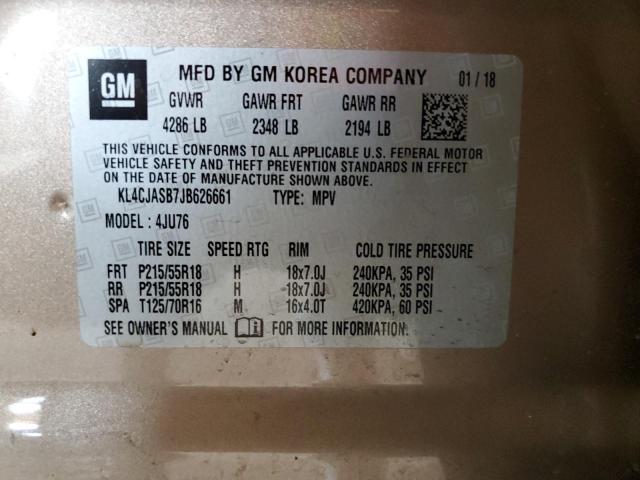 GM MFD BY GM KOREA COMPANY 01/18
GVWR GAWR FRT GAWR RR
4286 LB 2348 LB 2194 LB
THIS VEHICLE CONFORMS TO ALL APPLICABLE U.S. FEDERAL MOTOR
VEHICLE SAFETY AND THEFT PREVENTION STANDARDS IN EFFECT
ON THE DATE OF MANUFACTURE SHOWN ABOVE.
KL4CJASB7JB626661 TYPE: MPV
MODEL : 4JU76
TIRE SIZE SPEED RTG RIM COLD TIRE PRESSURE
FRT P215/55R18 H 18x7.0J 240KPA, 35 PSI
RR P215/55R18 H 18x7.0J 240KPA, 35 PSI
SPA T125/70R16 M 16x4.0T 420KPA, 60 PSI
SEE OWNER'S MANUAL FOR MORE INFORMATION.